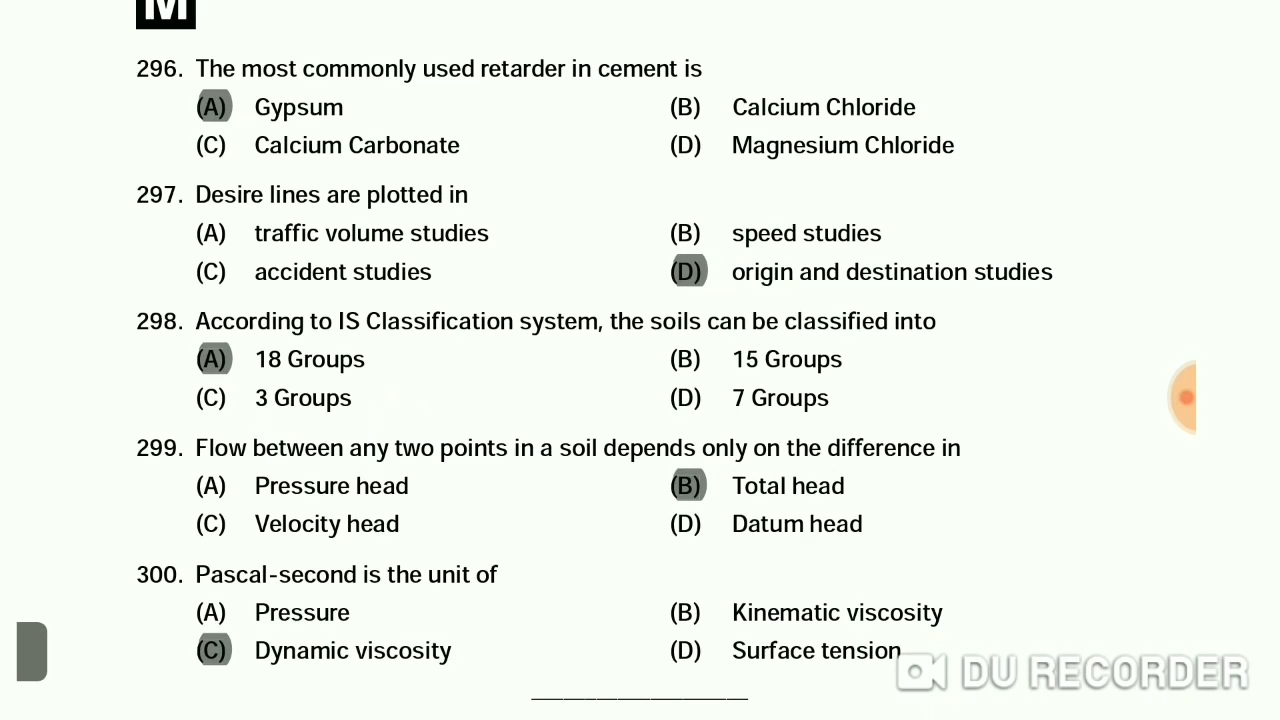 M
296. The most commonly used retarder in cement is
(A) Gypsum (B) Calcium Chloride
(C) Calcium Carbonate (D) Magnesium Chloride
297. Desire lines are plotted in
(A) traffic volume studies (B) speed studies
(C) accident studies (D) origin and destination studies
298. According to IS Classification system, the soils can be classified into
(A) 18 Groups (B) 15 Groups
(C) 3 Groups (D) 7 Groups
299. Flow between any two points in a soil depends only on the difference in
(A) Pressure head (B) Total head
(C) Velocity head (D) Datum head
300. Pascal-second is the unit of
(A) Pressure (B) Kinematic viscosity
(C) Dynamic viscosity (D) Surface tension
DU RECORDER